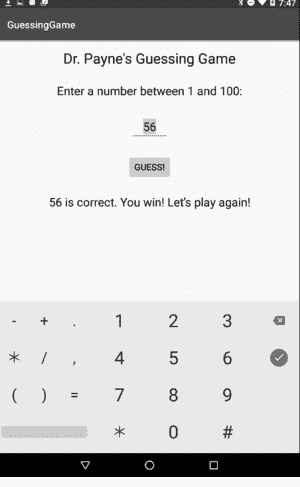 7:47
GuessingGame
Dr. Payne's Guessing Game
Enter a number between 1 and 100:
56
GUESS!
56 is correct. You win! Let's play again!
- + . 1 2 3
* / , 4 5 6
( ) = 7 8 9
* 0 #